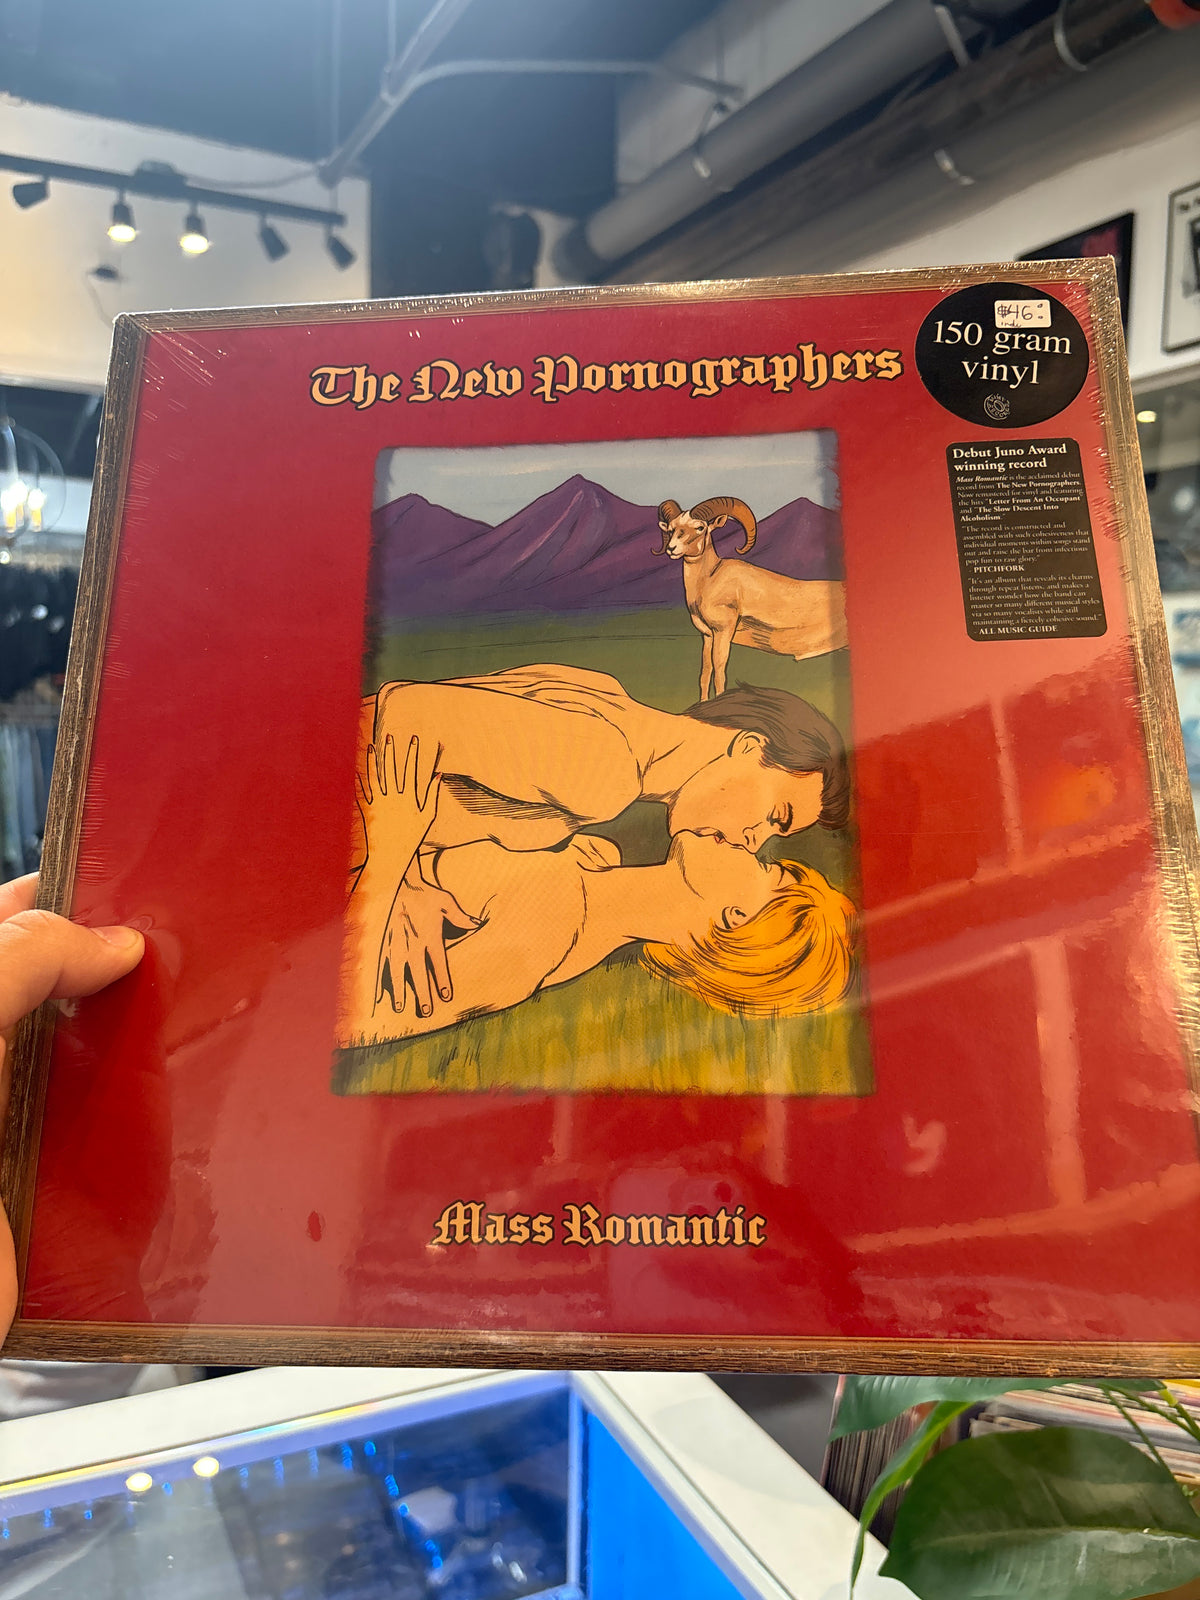 The New Pornographers
$46:
indi
150 gram
vinyl
Debut Juno Award
winning record
Mass Romantic is the acclaimed debut
record from The New Pornographers.
Now remastered for vinyl and featuring
the hits "Letter From An Occupant"
and "The Slow Descent Into
Alcoholism."
"The record is constructed and
assembled with such cohesiveness that
individual moments within songs stand
out and raise the bar from infectious
pop fun to raw glory."
- PITCHFORK
"It's an album that reveals its charms
through repeat listens, and makes a
listener wonder how the band can
master so many different musical styles
via so many vocalists while still
maintaining a fiercely cohesive sound."
- ALL MUSIC GUIDE
Mass Romantic